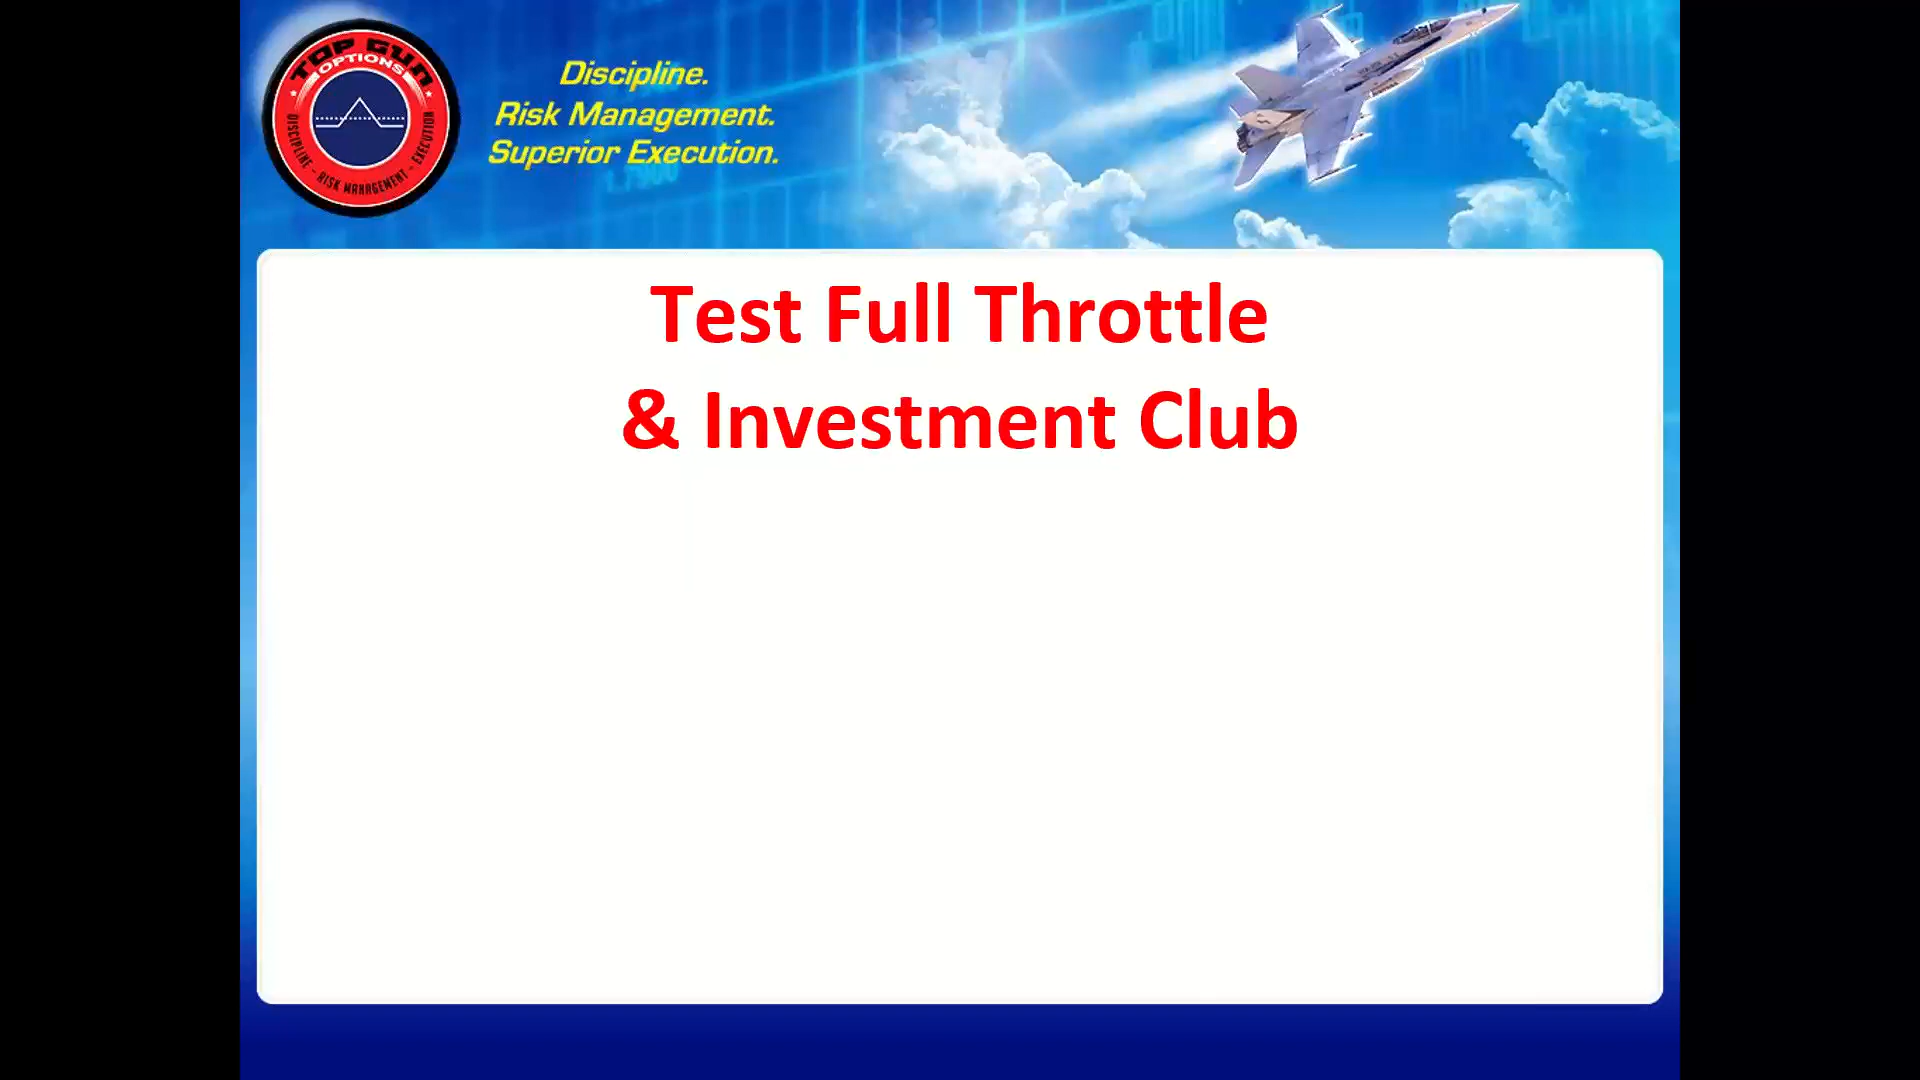 TOP GUN
OPTIONS
DISCIPLINE - RISK MANAGEMENT - EXECUTION
Discipline.
Risk Management.
Superior Execution.
Test Full Throttle
& Investment Club